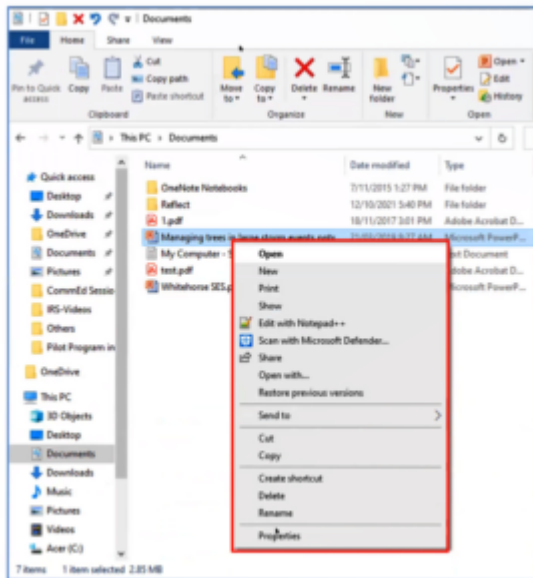 Documents
File Home Share View
Pin to Quick access
Copy
Paste
Cut
Copy path
Paste shortcut
Clipboard
Move to
Copy to
Delete
Rename
Organize
New folder
New
Properties
Open
Edit
History
Open
This PC > Documents
Name Date modified Type
OneNote Notebooks 7/11/2015 1:27 PM File folder
Reflect 12/10/2021 5:40 PM File folder
1.pdf 18/11/2017 3:01 PM Adobe Acrobat D...
Managing trees in large storm events Microsoft PowerP...
My Computer - S Document
test.pdf Adobe Acrobat D...
Whitehorse SES.p Microsoft PowerP...
Quick access
Desktop
Downloads
OneDrive
Documents
Pictures
CommEd Sessio
IRS-Videos
Others
Pilot Program in
OneDrive
This PC
3D Objects
Desktop
Documents
Downloads
Music
Pictures
Videos
Acer (C:)
Open
New
Print
Show
Edit with Notepad++
Scan with Microsoft Defender...
Share
Open with...
Restore previous versions
Send to
Cut
Copy
Create shortcut
Delete
Rename
Properties
7 items 1 item selected 2.85 MB